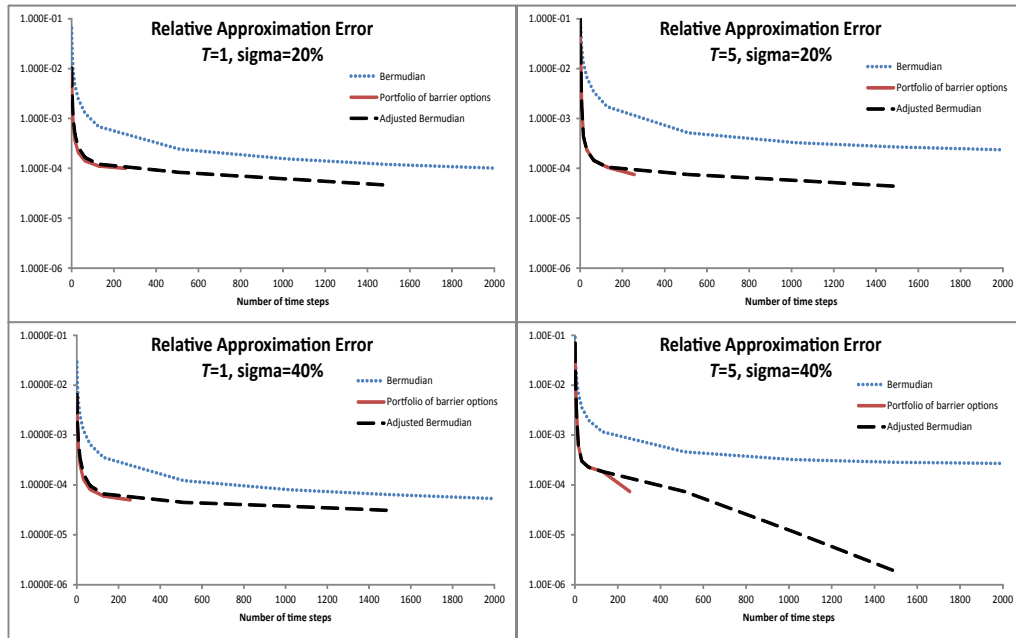 Relative Approximation Error
T=1, sigma=20%
1.000E-01
1.000E-02
1.000E-03
1.000E-04
1.000E-05
1.000E-06
Bermudian
Portfolio of barrier options
Adjusted Bermudian
0 200 400 600 800 1000 1200 1400 1600 1800 2000
Number of time steps
Relative Approximation Error
T=5, sigma=20%
1.000E-01
1.000E-02
1.000E-03
1.000E-04
1.000E-05
1.000E-06
Bermudian
Portfolio of barrier options
Adjusted Bermudian
0 200 400 600 800 1000 1200 1400 1600 1800 2000
Number of time steps
Relative Approximation Error
T=1, sigma=40%
1.0000E-01
1.0000E-02
1.0000E-03
1.0000E-04
1.0000E-05
1.0000E-06
Bermudian
Portfolio of barrier options
Adjusted Bermudian
0 200 400 600 800 1000 1200 1400 1600 1800 2000
Number of time steps
Relative Approximation Error
T=5, sigma=40%
1.00E-01
1.00E-02
1.00E-03
1.00E-04
1.00E-05
1.00E-06
Bermudian
Portfolio of barrier options
Adjusted Bermudian
0 200 400 600 800 1000 1200 1400 1600 1800 2000
Number of time steps